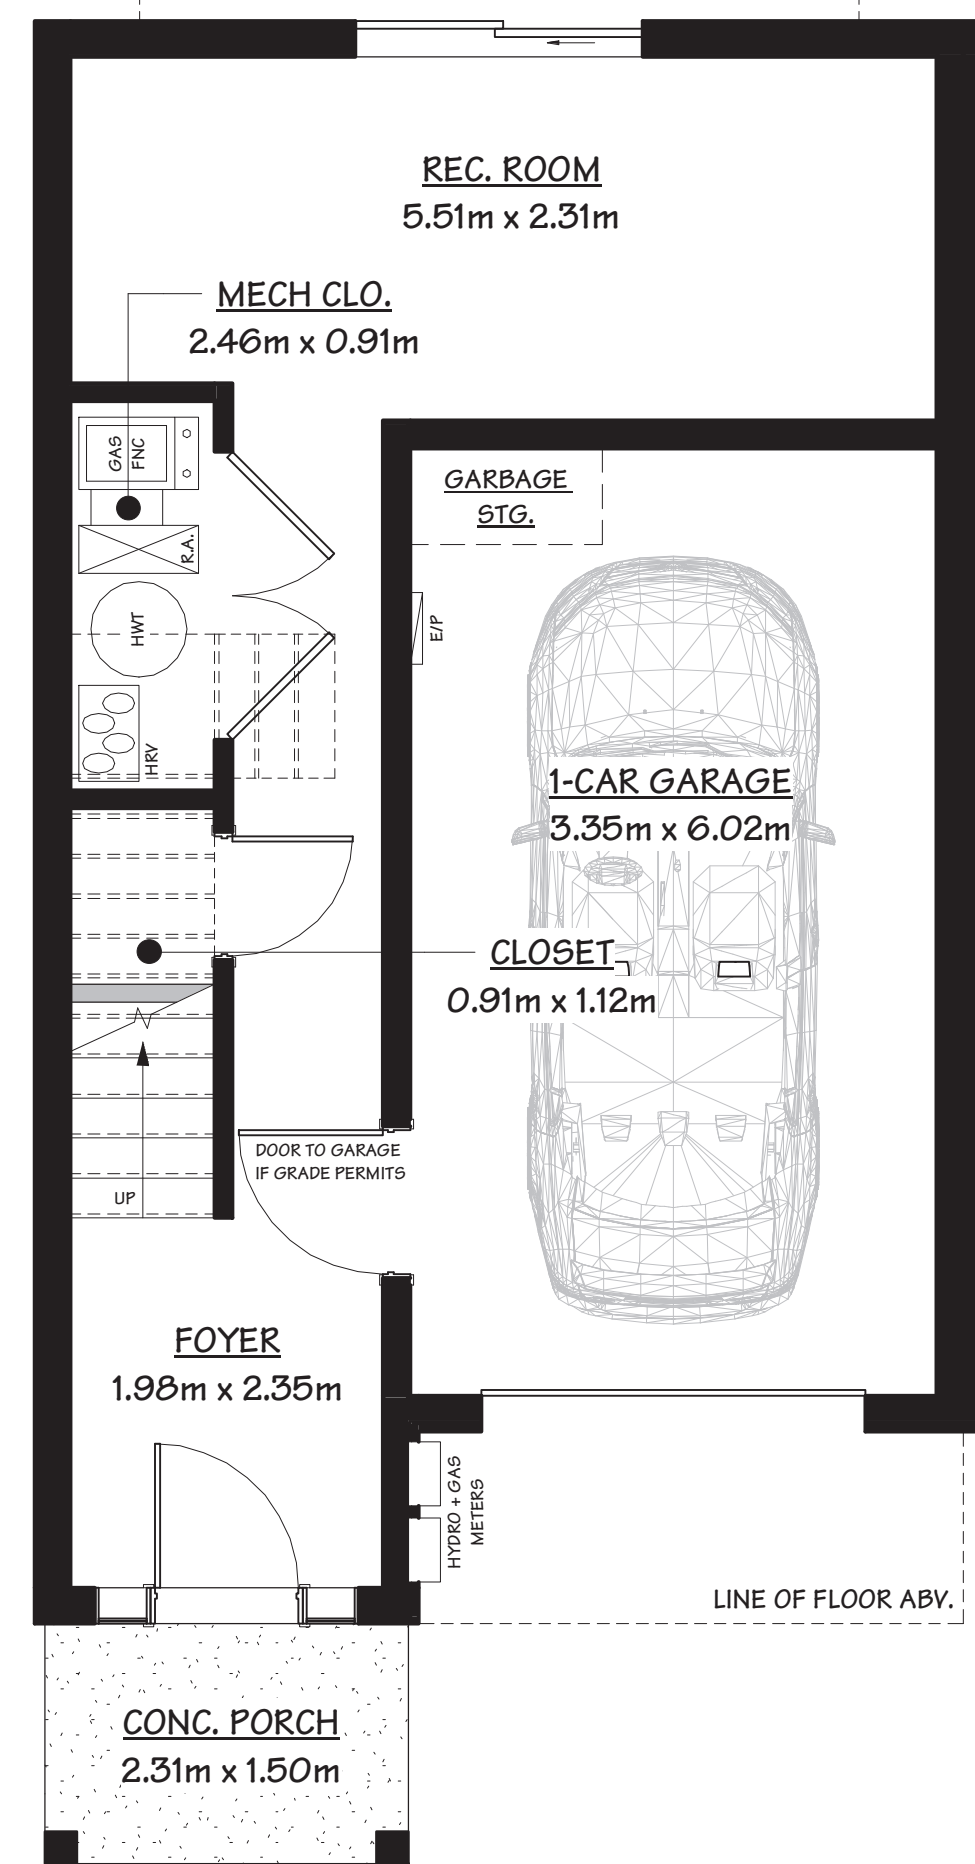 REC. ROOM
5.51m x 2.31m
MECH CLO.
2.46m x 0.91m
GAS
FNC
R.A.
HWT
HRV
GARBAGE
STG.
E/P
1-CAR GARAGE
3.35m x 6.02m
CLOSET
0.91m x 1.12m
DOOR TO GARAGE
IF GRADE PERMITS
UP
FOYER
1.98m x 2.35m
HYDRO + GAS
METERS
LINE OF FLOOR ABV.
CONC. PORCH
2.31m x 1.50m